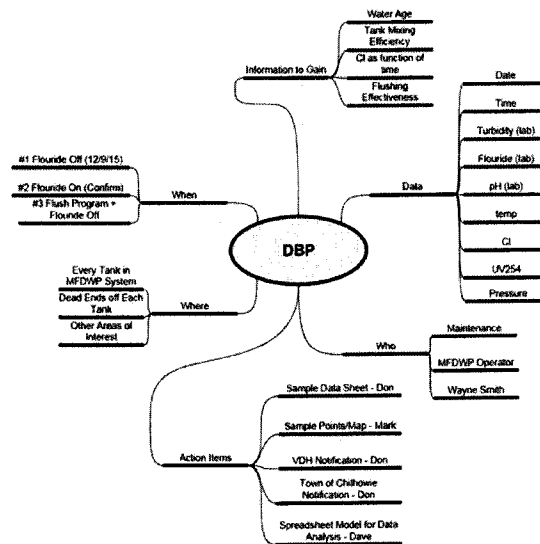 Water Age
Tank Mixing
Efficiency
Cl as function of
time
Flushing
Effectiveness
Information to Gain
Date
Time
Turbidity (lab)
Flouride (lab)
pH (lab)
temp
Cl
UV254
Pressure
Data
#1 Flouride Off (12/9/15)
#2 Flouride On (Confirm)
#3 Flush Program +
Flouride Off
When
DBP
Every Tank in
MFDWP System
Dead Ends off Each
Tank
Other Areas of
Interest
Where
Who
Maintenance
MFDWP Operator
Wayne Smith
Action Items
Sample Data Sheet - Don
Sample Points/Map - Mark
VDH Notification - Don
Town of Chilhowie
Notification - Don
Spreadsheet Model for Data
Analysis - Dave